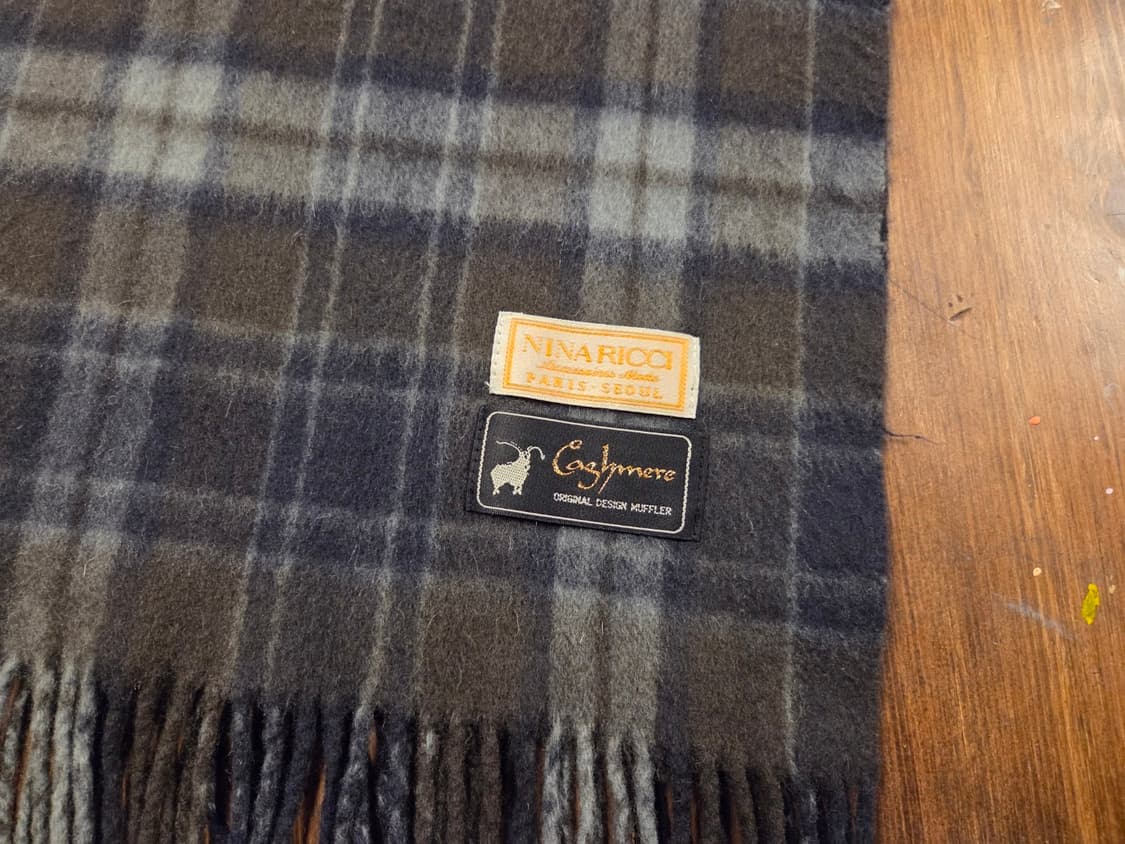 NINA RICCI
PARIS - SEOUL
Cashmere
ORIGINAL DESIGN MUFFLER